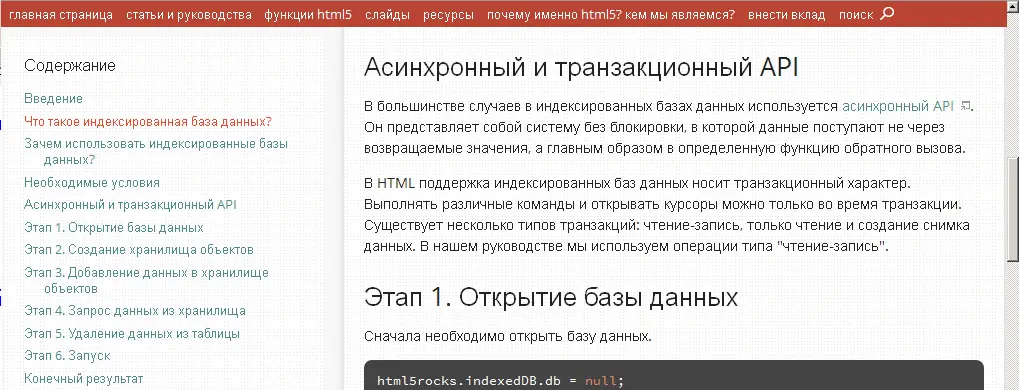 главная страница статьи и руководства функции html5 слайды ресурсы почему именно html5? кем мы являемся? внести вклад поиск
Содержание
Введение
Что такое индексированная база данных?
Зачем использовать индексированные базы
данных?
Необходимые условия
Асинхронный и транзакционный API
Этап 1. Открытие базы данных
Этап 2. Создание хранилища объектов
Этап 3. Добавление данных в хранилище
объектов
Этап 4. Запрос данных из хранилища
Этап 5. Удаление данных из таблицы
Этап 6. Запуск
Конечный результат
Асинхронный и транзакционный API
В большинстве случаев в индексированных базах данных используется асинхронный API.
Он представляет собой систему без блокировки, в которой данные поступают не через
возвращаемые значения, а главным образом в определенную функцию обратного вызова.
В HTML поддержка индексированных баз данных носит транзакционный характер.
Выполнять различные команды и открывать курсоры можно только во время транзакции.
Существует несколько типов транзакций: чтение-запись, только чтение и создание снимка
данных. В нашем руководстве мы используем операции типа "чтение-запись".
Этап 1. Открытие базы данных
Сначала необходимо открыть базу данных.
html5rocks.indexedDB.db = null;